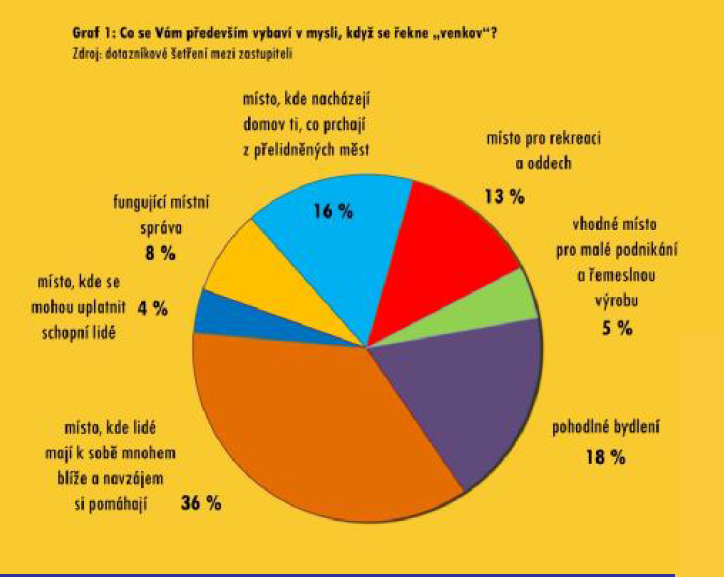 Graf 1: Co se Vám především vybaví v mysli, když se řekne „venkov“?
Zdroj: dotazníkové šetření mezi zastupiteli
místo, kde nacházejí
domov ti, co prchají
z přelidněných měst
16 %
místo pro rekreaci
a oddech
13 %
vhodné místo
pro malé podnikání
a řemeslnou
výrobu
5 %
pohodlné bydlení
18 %
místo, kde lidé
mají k sobě mnohem
blíže a navzájem
si pomáhají 36 %
místo, kde se
mohou uplatnit 4 %
schopní lidé
fungující místní
správa
8 %